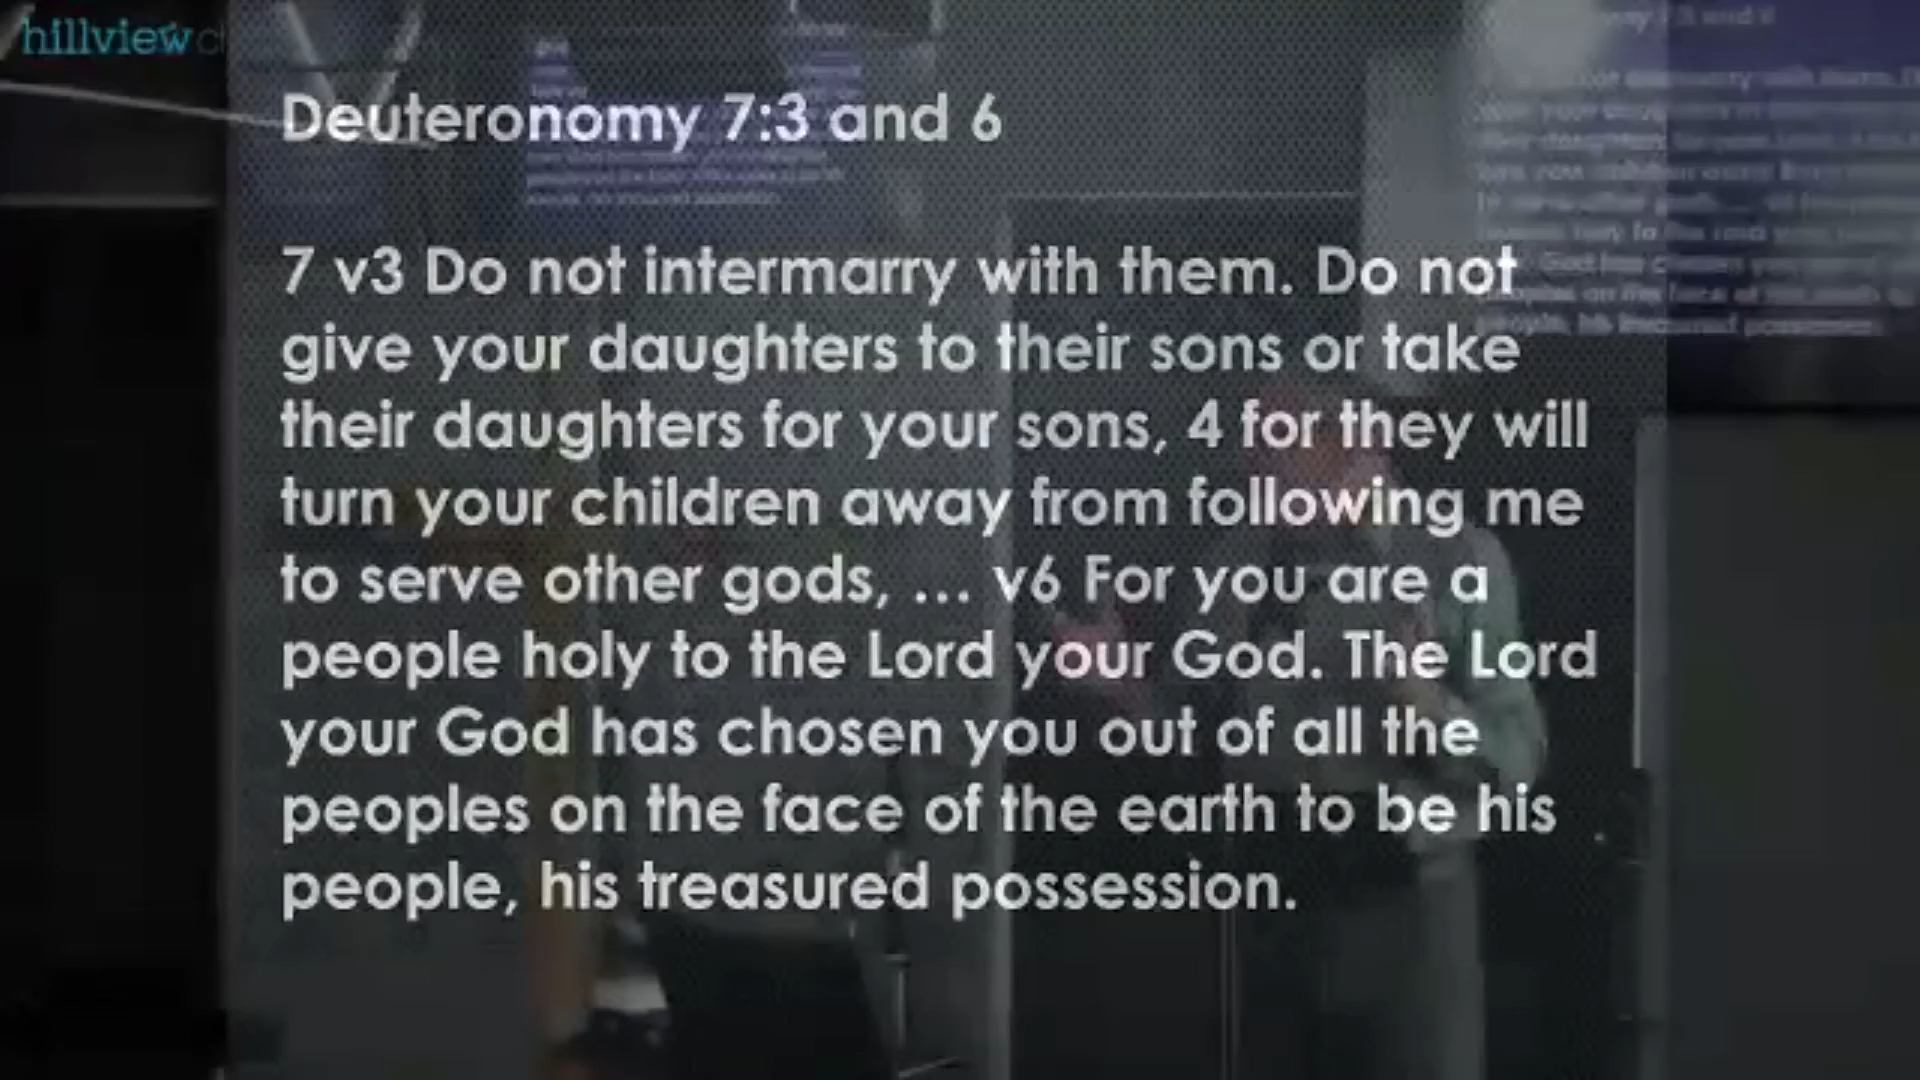 hillview
Deuteronomy 7:3 and 6
7 v3 Do not intermarry with them. Do not
give your daughters to their sons or take
their daughters for your sons, 4 for they will
turn your children away from following me
to serve other gods, ... v6 For you are a
people holy to the Lord your God. The Lord
your God has chosen you out of all the
peoples on the face of the earth to be his
people, his treasured possession.